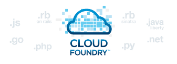 .js .rb .java
.go .php
CLOUD
FOUNDRY
.py .net